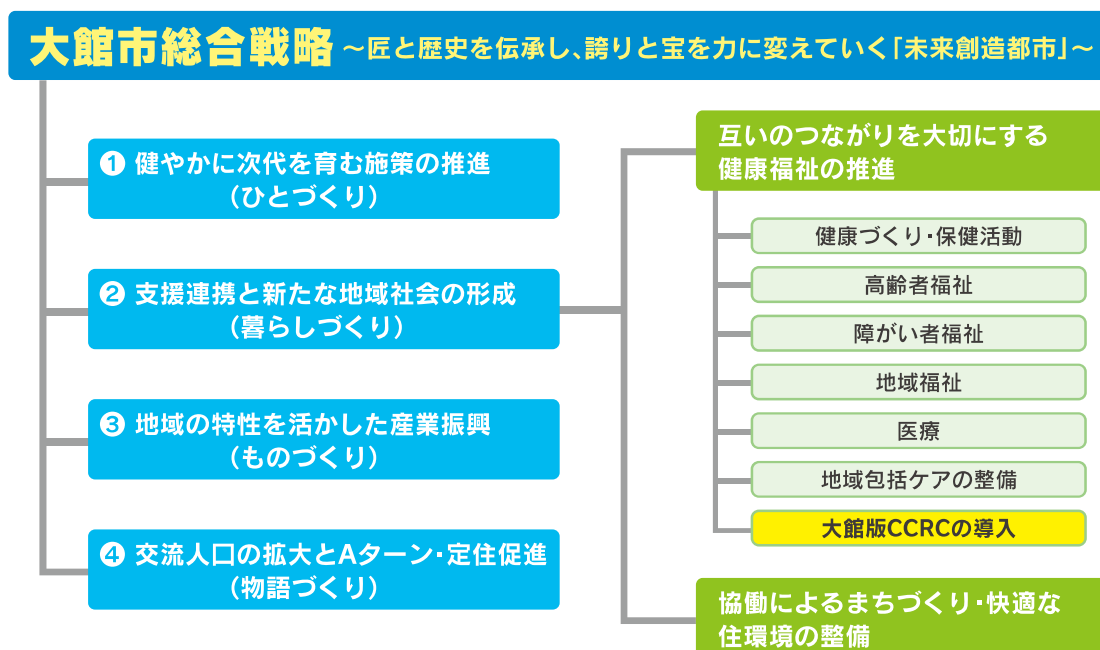 大館市総合戦略 ～匠と歴史を伝承し、誇りと宝を力に変えていく「未来創造都市」～
❶ 健やかに次代を育む施策の推進
（ひとづくり）
❷ 支援連携と新たな地域社会の形成
（暮らしづくり）
❸ 地域の特性を活かした産業振興
（ものづくり）
❹ 交流人口の拡大とAターン･定住促進
（物語づくり）
互いのつながりを大切にする
健康福祉の推進
健康づくり･保健活動
高齢者福祉
障がい者福祉
地域福祉
医療
地域包括ケアの整備
大館版CCRCの導入
協働によるまちづくり･快適な
住環境の整備